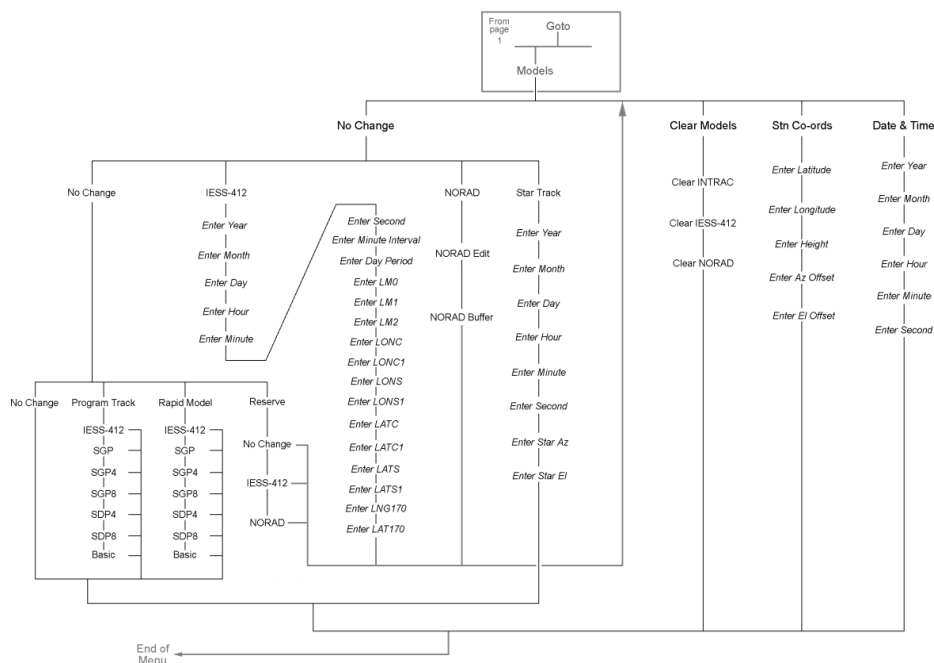 From
page
1
Goto
Models
No Change
Clear Models
Stn Co-ords
Date & Time
No Change
IESS-412
Enter Year
Enter Month
Enter Day
Enter Hour
Enter Minute
Enter Second
Enter Minute Interval
Enter Day Period
Enter LM0
Enter LM1
Enter LM2
Enter LONC
Enter LONC1
Enter LONS
Enter LONS1
Enter LATC
Enter LATC1
Enter LATS
Enter LATS1
Enter LNG170
Enter LAT170
NORAD
NORAD Edit
NORAD Buffer
Star Track
Enter Year
Enter Month
Enter Day
Enter Hour
Enter Minute
Enter Second
Enter Star Az
Enter Star El
Clear INTRAC
Clear IESS-412
Clear NORAD
Enter Latitude
Enter Longitude
Enter Height
Enter Az Offset
Enter El Offset
Enter Year
Enter Month
Enter Day
Enter Hour
Enter Minute
Enter Second
No Change
Program Track
IESS-412
SGP
SGP4
SGP8
SDP4
SDP8
Basic
Rapid Model
IESS-412
SGP
SGP4
SGP8
SDP4
SDP8
Basic
Reserve
No Change
IESS-412
NORAD
End of
Menu